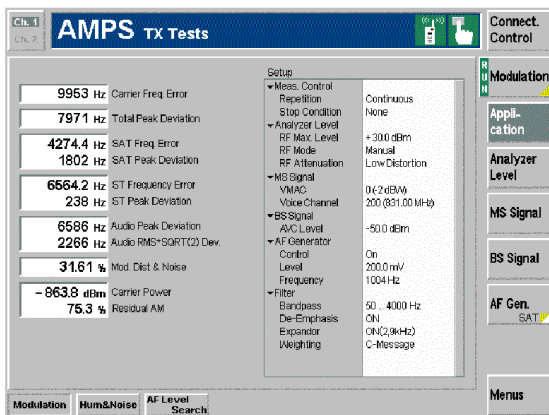 Ch. 1
Ch. 2
AMPS TX Tests
Connect.
Control
RUN
Modulation
Appli-
cation
Analyzer
Level
MS Signal
BS Signal
AF Gen.
SAT
Menus
9953 Hz Carrier Freq. Error
7971 Hz Total Peak Deviation
4274.4 Hz SAT Freq. Error
1802 Hz SAT Peak Deviation
6564.2 Hz ST Frequency Error
238 Hz ST Peak Deviation
6586 Hz Audio Peak Deviation
2266 Hz Audio RMS*SQRT(2) Dev.
31.61 % Mod. Dist & Noise
-863.8 dBm Carrier Power
75.3 % Residual AM
Setup
Meas. Control
Repetition Continuous
Stop Condition None
Analyzer Level
RF Max. Level +30.0 dBm
RF Mode Manual
RF Attenuation Low Distortion
MS Signal
VMAC 0 (-2 dBW)
Voice Channel 200 (831.00 MHz)
BS Signal
AVC Level -50.0 dBm
AF Generator
Control On
Level 200.0 mV
Frequency 1004 Hz
Filter
Bandpass 50 .. 4000 Hz
De-Emphasis ON
Expandor ON(2,9kHz)
Weighting C-Message
Modulation
Hum&Noise
AF Level
Search